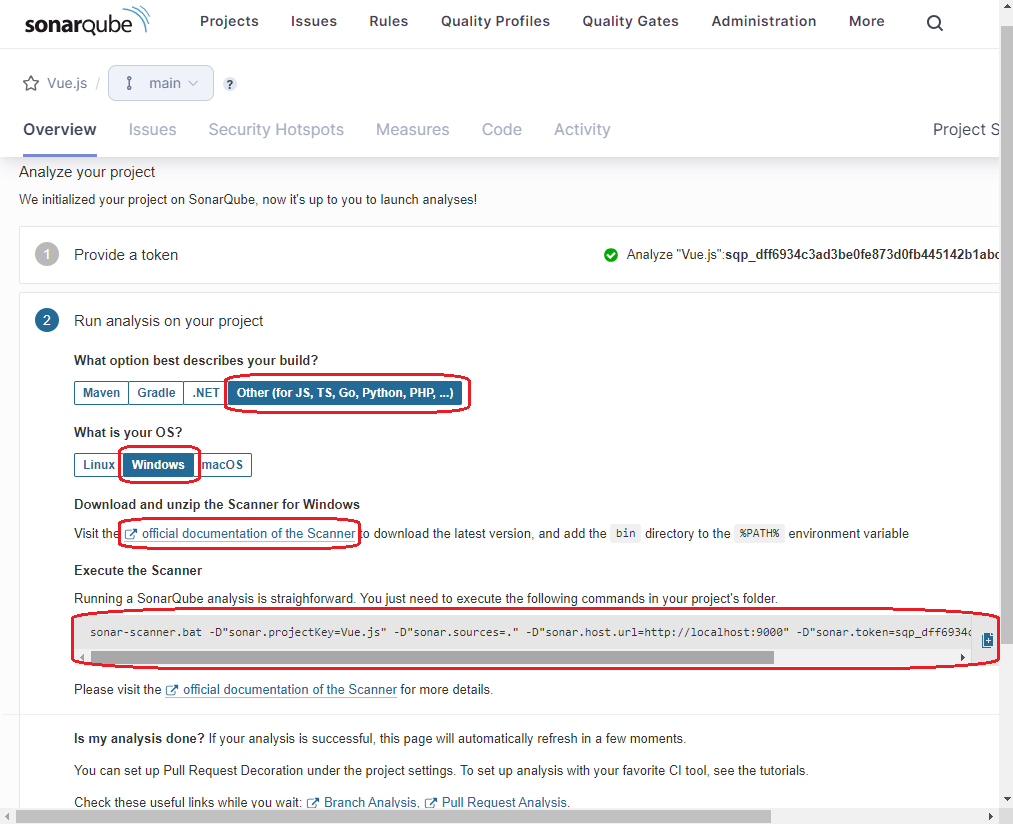 sonarqube Projects Issues Rules Quality Profiles Quality Gates Administration More
Vue.js / main ?
Overview Issues Security Hotspots Measures Code Activity Project S
Analyze your project
We initialized your project on SonarQube, now it's up to you to launch analyses!
1 Provide a token Analyze "Vue.js":sqp_dff6934c3ad3be0fe873d0fb445142b1abc
2 Run analysis on your project
What option best describes your build?
Maven Gradle .NET Other (for JS, TS, Go, Python, PHP, ...)
What is your OS?
Linux Windows macOS
Download and unzip the Scanner for Windows
Visit the official documentation of the Scanner to download the latest version, and add the bin directory to the %PATH% environment variable
Execute the Scanner
Running a SonarQube analysis is straighforward. You just need to execute the following commands in your project's folder.
sonar-scanner.bat -D"sonar.projectKey=Vue.js" -D"sonar.sources=." -D"sonar.host.url=http://localhost:9000" -D"sonar.token=sqp_dff6934c
Please visit the official documentation of the Scanner for more details.
Is my analysis done? If your analysis is successful, this page will automatically refresh in a few moments.
You can set up Pull Request Decoration under the project settings. To set up analysis with your favorite CI tool, see the tutorials.
Check these useful links while you wait: Branch Analysis, Pull Request Analysis.